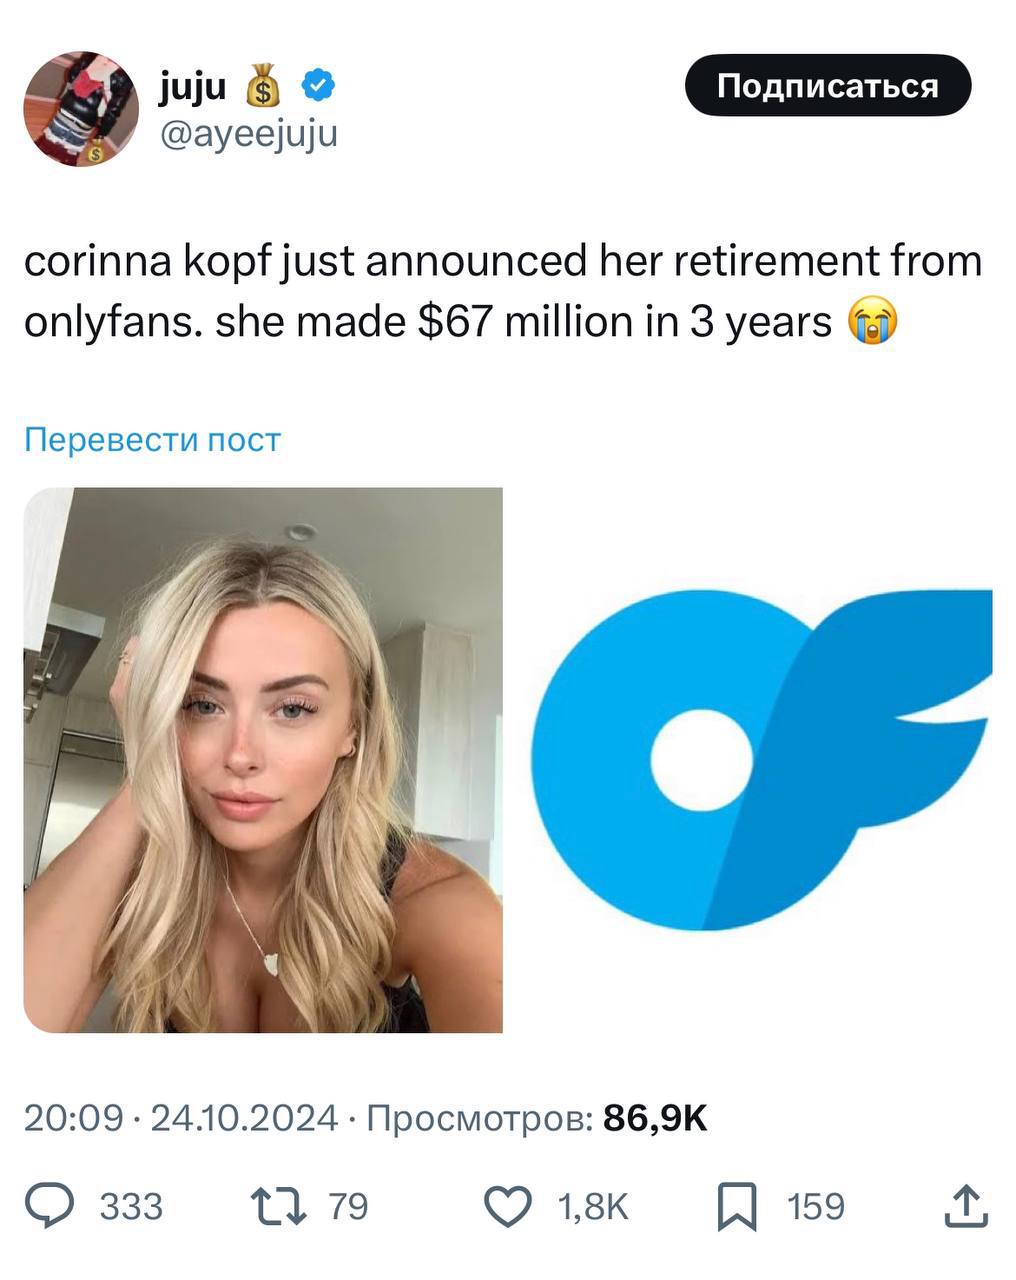 juju 💰
@ayeejuju
Подписаться
corinna kopf just announced her retirement from
onlyfans. she made $67 million in 3 years 😭
Перевести пост
20:09 · 24.10.2024 · Просмотров: 86,9K
333 79 1,8K 159